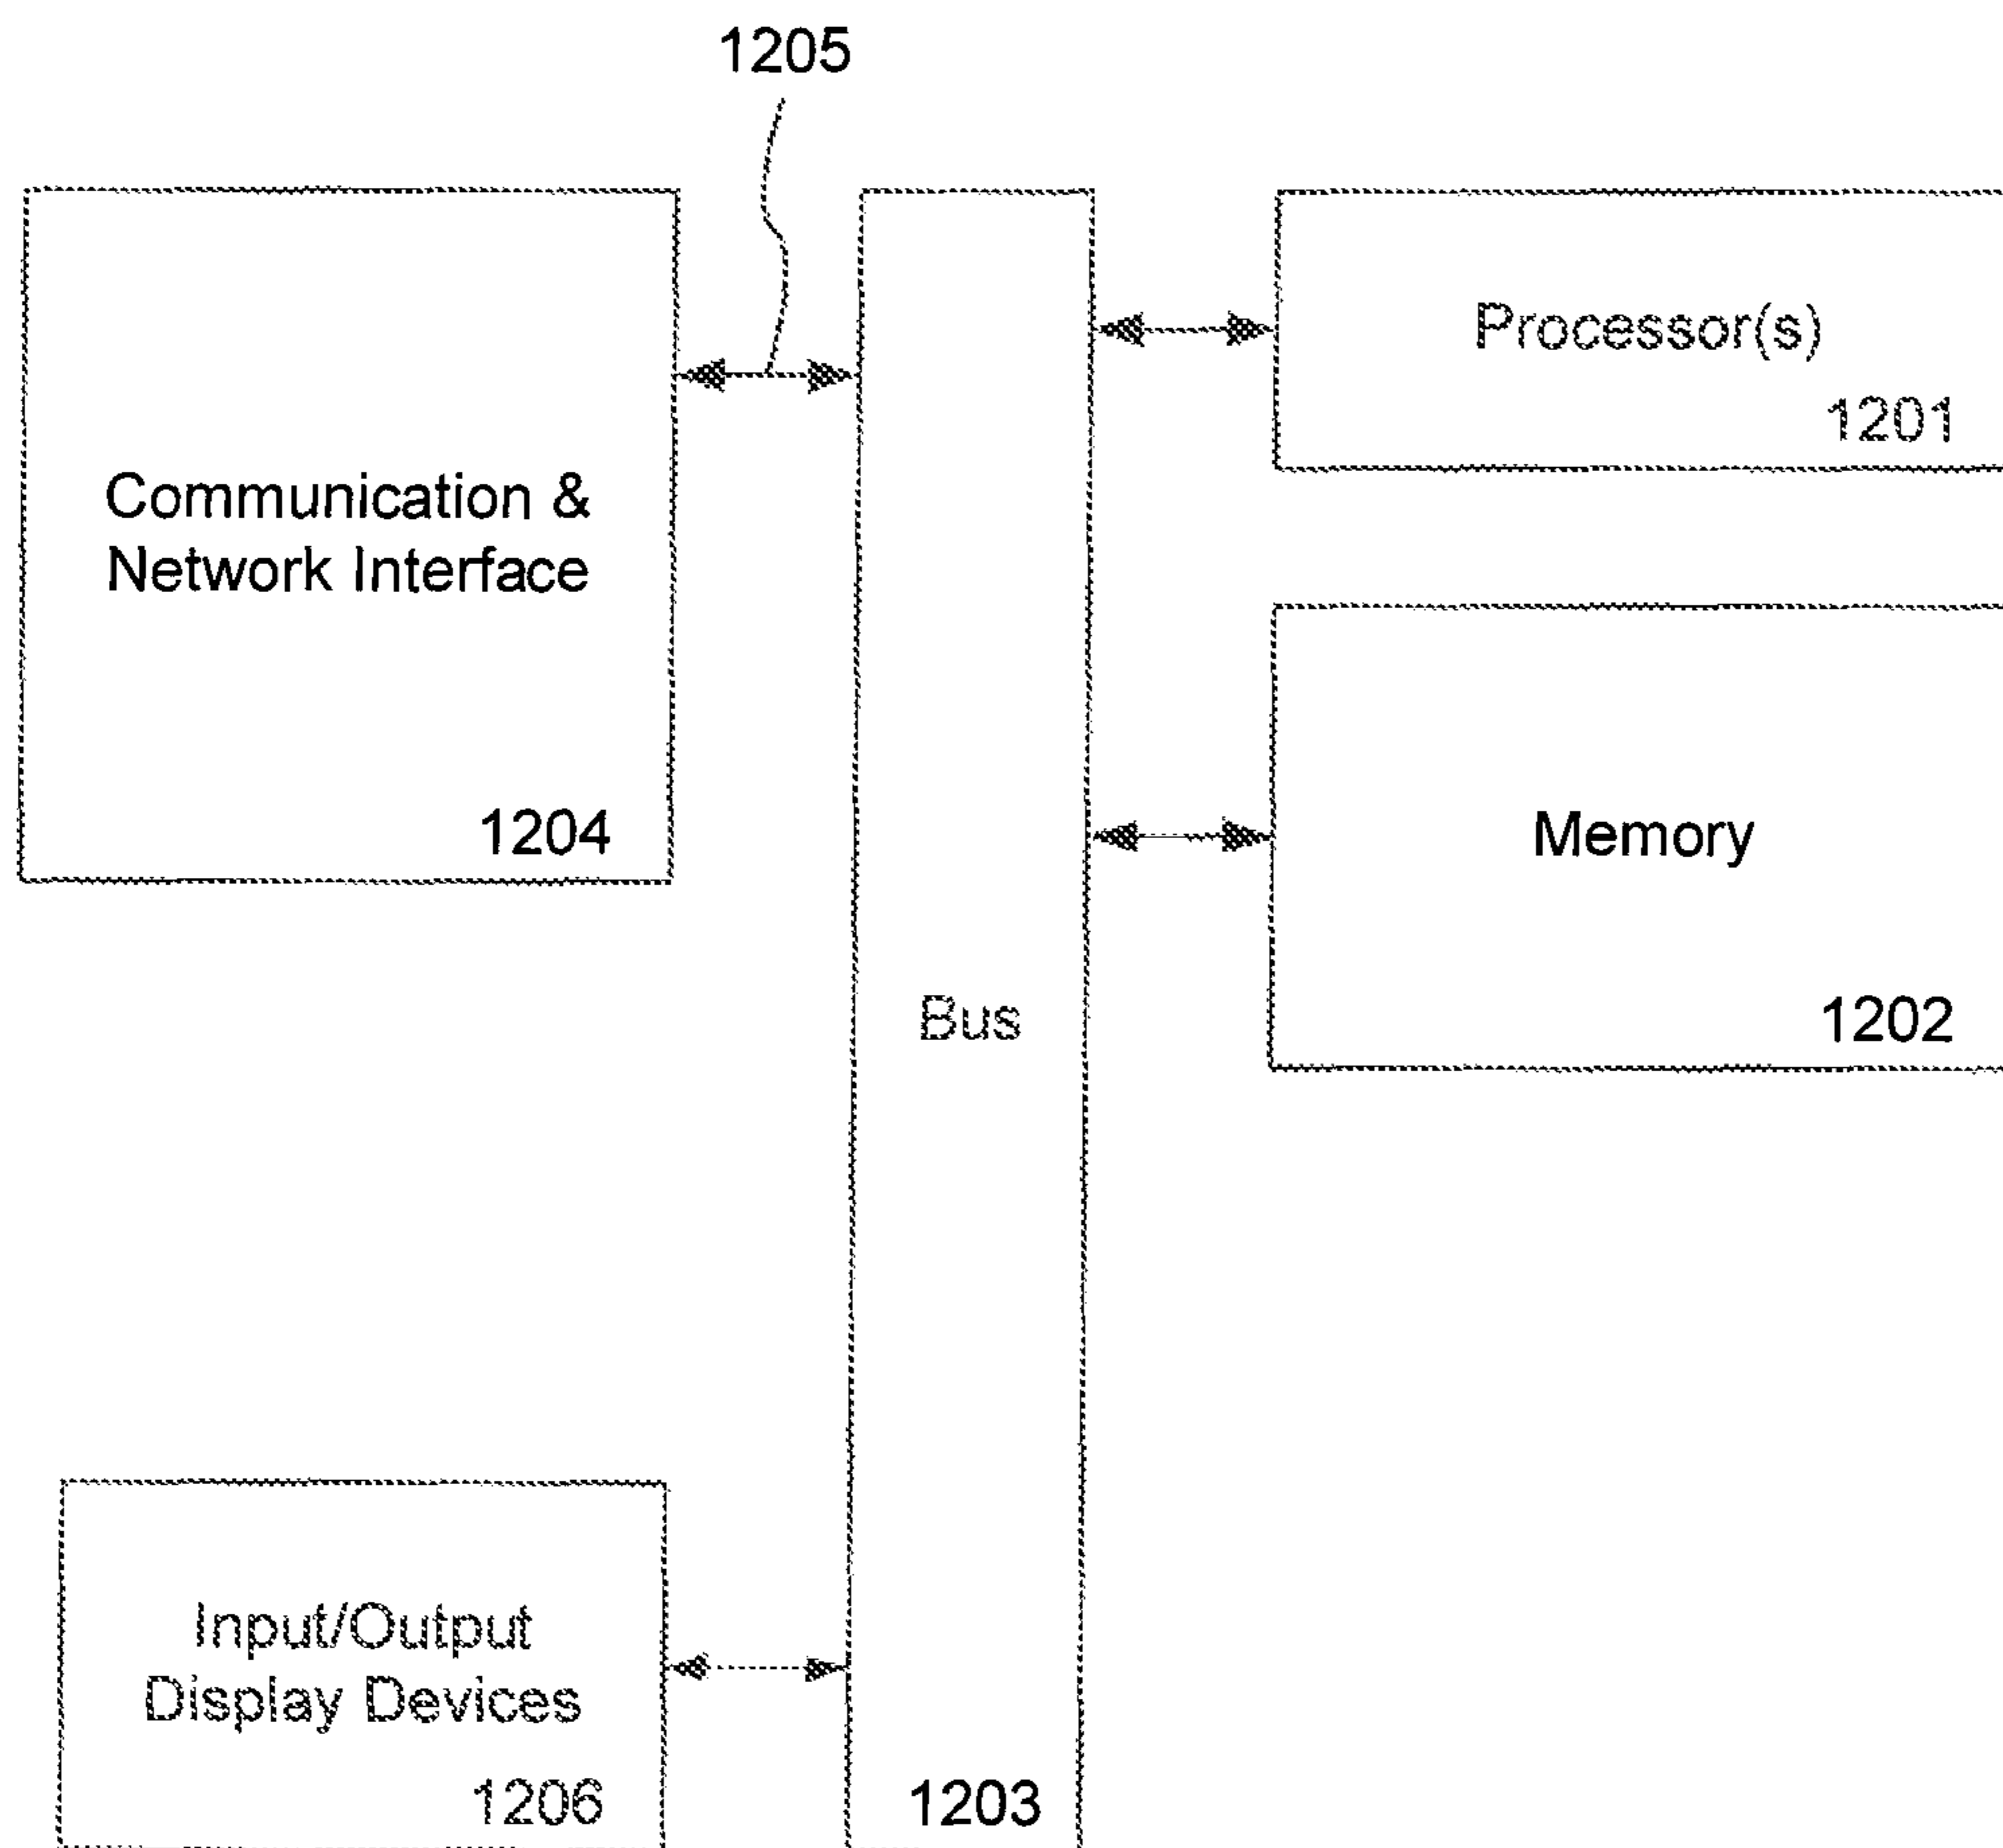 1205
Communication &
Network Interface
1204
Processor(s)
1201
Memory
1202
Bus
1203
Input/Output
Display Devices
1206